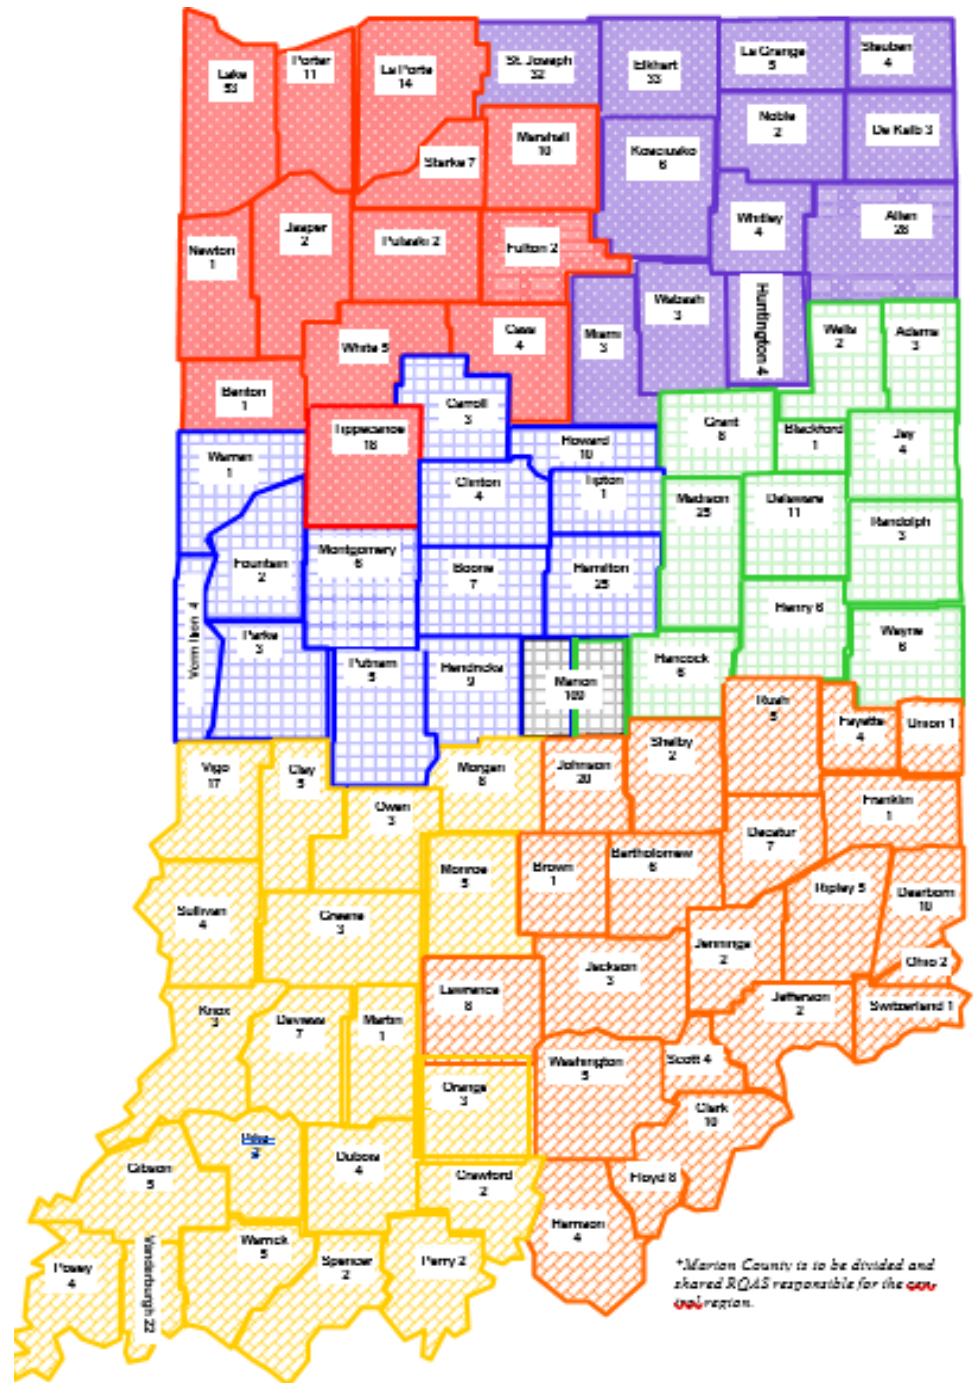 Lake
53
Porter
11
La Porte
14
St. Joseph
32
Elkhart
33
La Grange
5
Steuben
4
Noble
2
De Kalb 3
Marshall
10
Starke 7
Kosciusko
6
Whitley
4
Allen
28
Newton
1
Jasper
2
Pulaski 2
Fulton 2
Wabash
3
Miami
3
Huntington 4
Wells
2
Adams
3
White 5
Cass
4
Benton
1
Carroll
3
Tippecanoe
18
Grant
8
Blackford
1
Jay
4
Warren
1
Howard
10
Clinton
4
Tipton
1
Madison
25
Delaware
11
Randolph
3
Fountain
2
Montgomery
6
Boone
7
Hamilton
25
Henry 6
Wayne
6
Parke
3
Putnam
5
Hendricks
9
Marion
109
Hancock
6
Rush
5
Fayette
4
Union 1
Vigo
17
Clay
5
Morgan
8
Johnson
20
Shelby
2
Franklin
1
Owen
3
Decatur
7
Monroe
5
Brown
1
Bartholomew
6
Ripley 5
Dearborn
10
Sullivan
4
Greene
3
Jennings
2
Ohio 2
Jackson
3
Lawrence
8
Jefferson
2
Switzerland 1
Knox
3
Daviess
7
Martin
1
Washington
5
Scott 4
Orange
3
Clark
10
Pike
2
Gibson
5
Dubois
4
Crawford
2
Floyd 8
Harrison
4
Warrick
5
Spencer
2
Perry 2
Posey
4
Vanderburgh 22
*Marion County is to be divided and
shared RQAS responsible for the cen-
tral region.